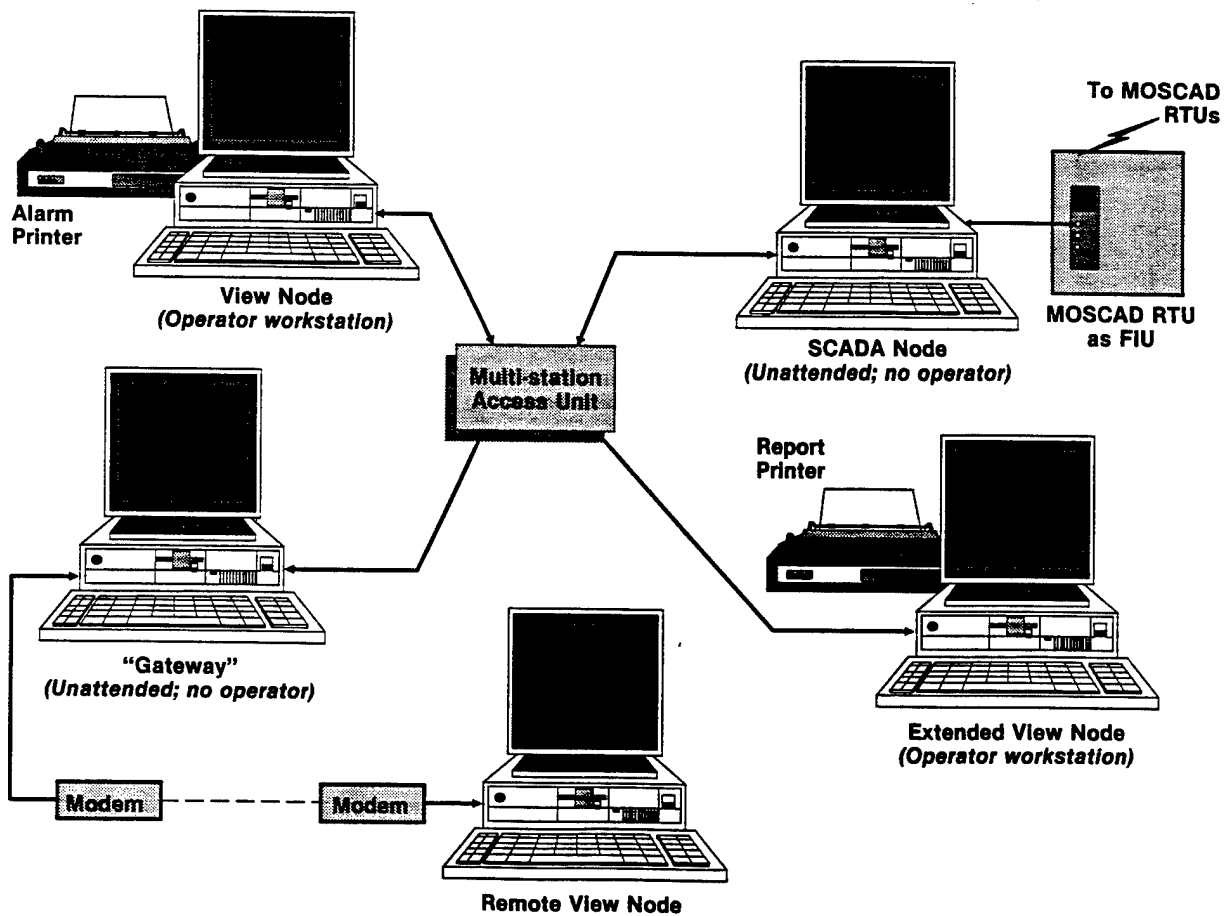 To MOSCAD
RTUs
Alarm
Printer
View Node
(Operator workstation)
MOSCAD RTU
as FIU
SCADA Node
(Unattended; no operator)
Multi-station
Access Unit
Report
Printer
"Gateway"
(Unattended; no operator)
Extended View Node
(Operator workstation)
Modem
Modem
Remote View Node